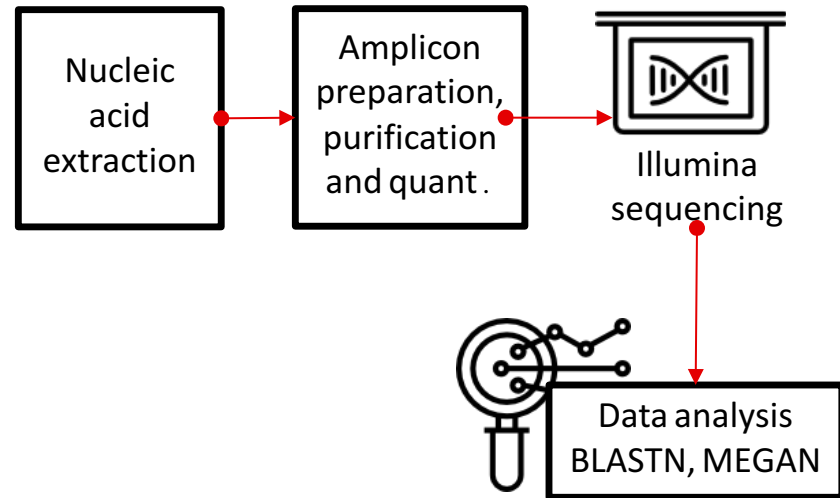 Nucleic
acid
extraction
Amplicon
preparation,
purification
and quant .
Illumina
sequencing
Data analysis
BLASTN, MEGAN